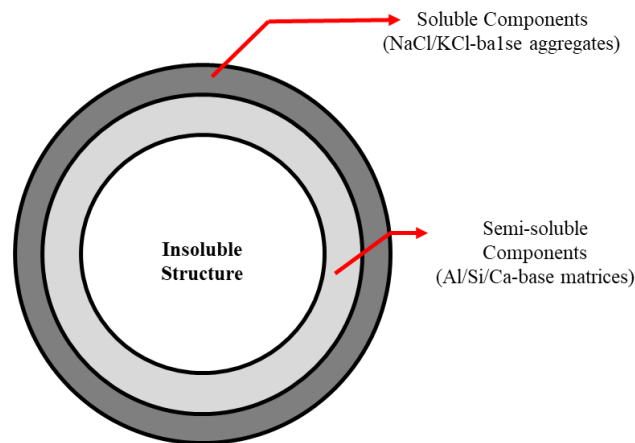 Soluble Components
(NaCl/KCl-ba1se aggregates)
Semi-soluble
Components
(Al/Si/Ca-base matrices)
Insoluble
Structure